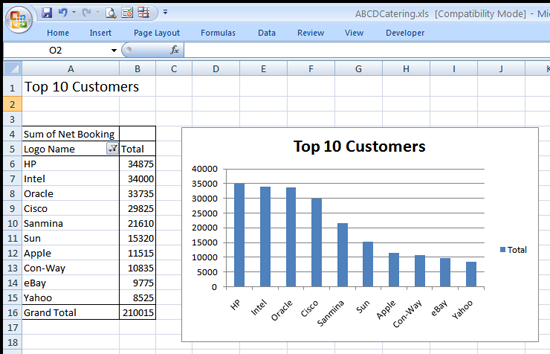 ABCDCatering.xls [Compatibility Mode] - Mi
Home Insert Page Layout Formulas Data Review View Developer
O2 fx
A B C D E F G H I J K
1 Top 10 Customers
2
3
4 Sum of Net Booking
5 Logo Name Total
6 HP 34875
7 Intel 34000
8 Oracle 33735
9 Cisco 29825
10 Sanmina 21610
11 Sun 15320
12 Apple 11515
13 Con-Way 10835
14 eBay 9775
15 Yahoo 8525
16 Grand Total 210015
17
18
Top 10 Customers
40000
35000
30000
25000
20000
15000
10000
5000
0
HP Intel Oracle Cisco Sanmina Sun Apple Con-Way eBay Yahoo
Total